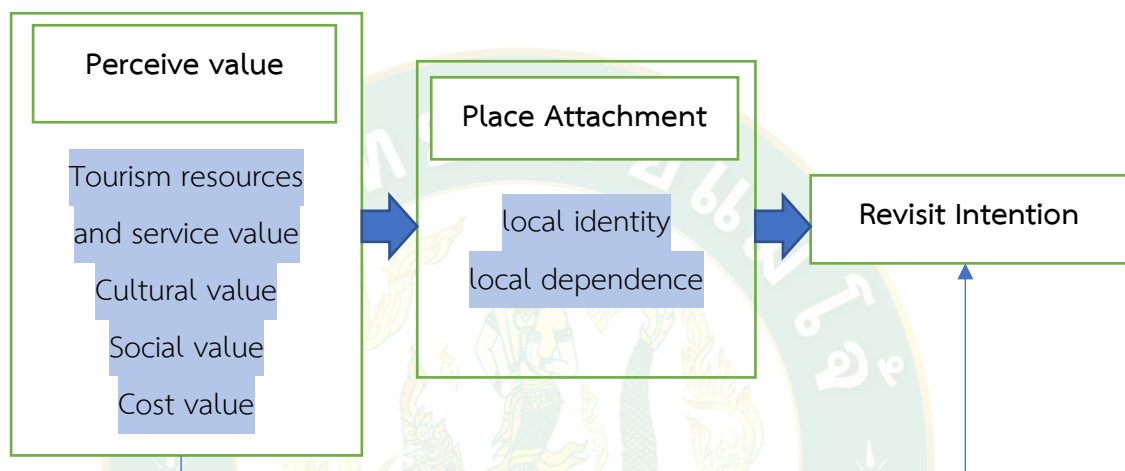 Perceive value
Tourism resources
and service value
Cultural value
Social value
Cost value
Place Attachment
local identity
local dependence
Revisit Intention